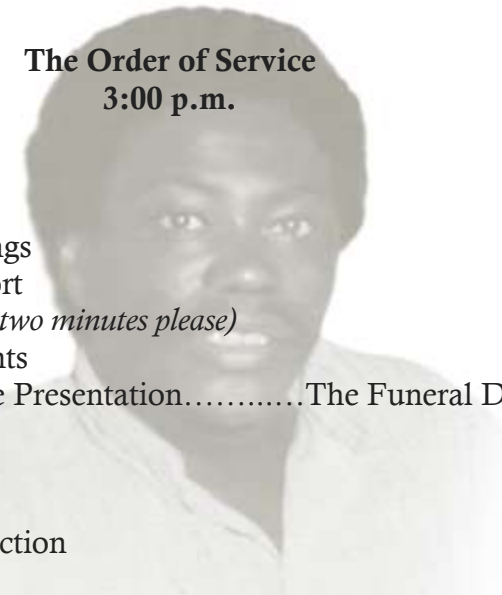 The Order of Service
3:00 p.m.
ngs
ort
two minutes please)
nts
e Presentation……...…The Funeral D
ction